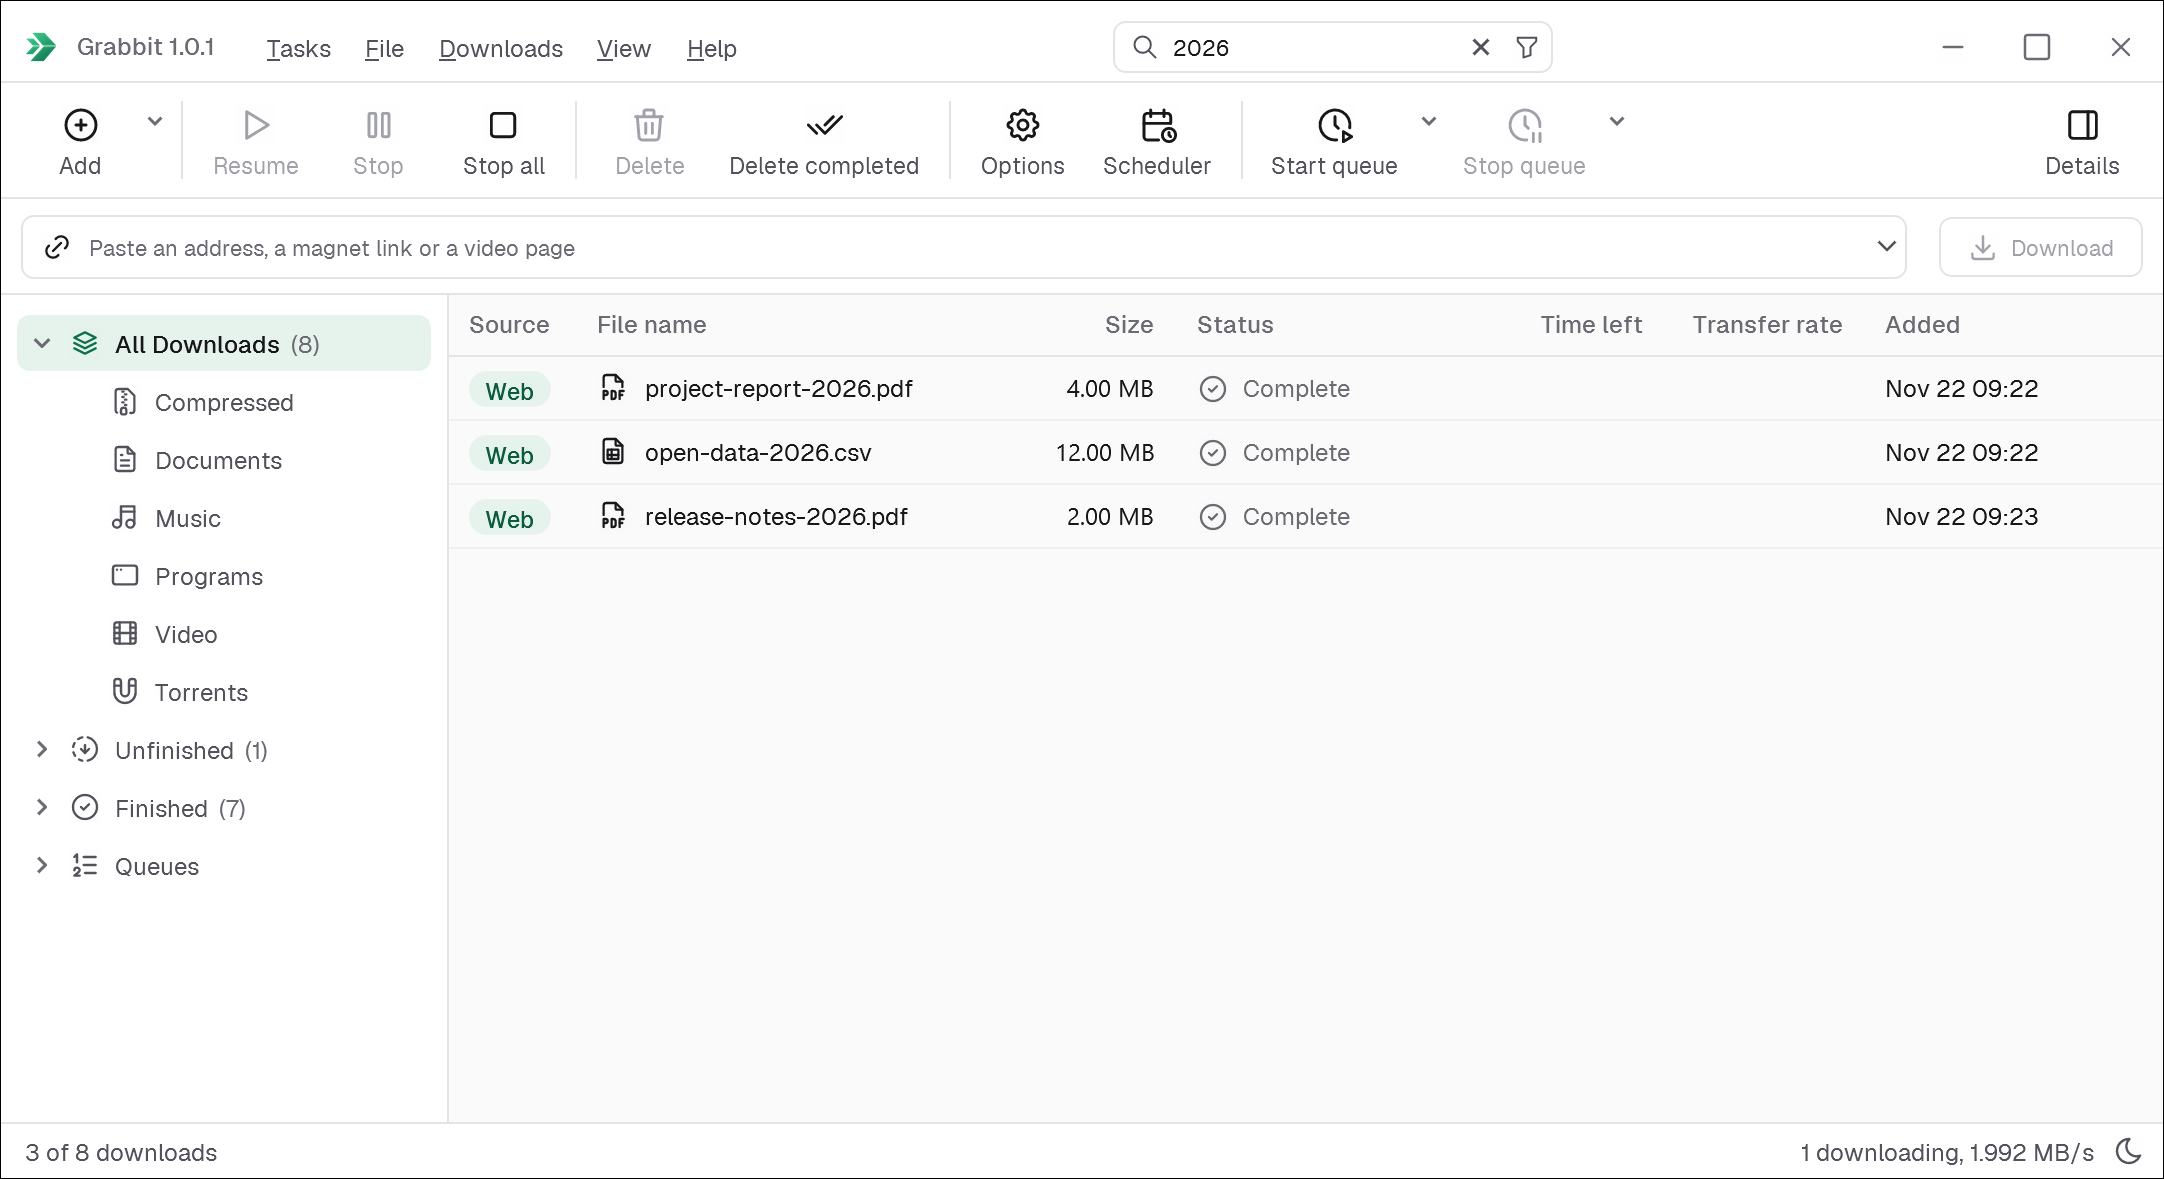 Grabbit 1.0.1 Tasks File Downloads View Help 2026
Add Resume Stop Stop all Delete Delete completed Options Scheduler Start queue Stop queue Details
Paste an address, a magnet link or a video page Download
All Downloads (8)
Compressed
Documents
Music
Programs
Video
Torrents
Unfinished (1)
Finished (7)
Queues
Source File name Size Status Time left Transfer rate Added
Web project-report-2026.pdf 4.00 MB Complete Nov 22 09:22
Web open-data-2026.csv 12.00 MB Complete Nov 22 09:22
Web release-notes-2026.pdf 2.00 MB Complete Nov 22 09:23
3 of 8 downloads 1 downloading, 1.992 MB/s